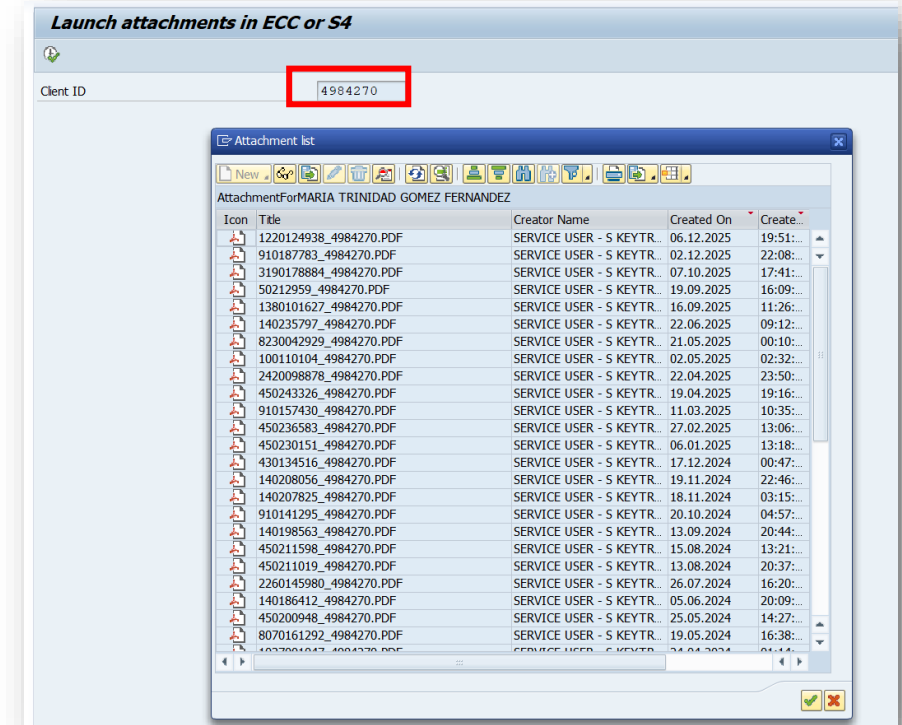 Launch attachments in ECC or S4
Client ID 4984270
Attachment list
New
AttachmentForMARIA TRINIDAD GOMEZ FERNANDEZ
Icon Title Creator Name Created On Create...
1220124938_4984270.PDF SERVICE USER - S KEYTR... 06.12.2025 19:51:...
910187783_4984270.PDF SERVICE USER - S KEYTR... 02.12.2025 22:08:...
3190178884_4984270.PDF SERVICE USER - S KEYTR... 07.10.2025 17:41:...
50212959_4984270.PDF SERVICE USER - S KEYTR... 19.09.2025 16:09:...
1380101627_4984270.PDF SERVICE USER - S KEYTR... 16.09.2025 11:26:...
140235797_4984270.PDF SERVICE USER - S KEYTR... 22.06.2025 09:12:...
8230042929_4984270.PDF SERVICE USER - S KEYTR... 21.05.2025 00:10:...
100110104_4984270.PDF SERVICE USER - S KEYTR... 02.05.2025 02:32:...
2420098878_4984270.PDF SERVICE USER - S KEYTR... 22.04.2025 23:50:...
450243326_4984270.PDF SERVICE USER - S KEYTR... 19.04.2025 19:16:...
910157430_4984270.PDF SERVICE USER - S KEYTR... 11.03.2025 10:35:...
450236583_4984270.PDF SERVICE USER - S KEYTR... 27.02.2025 13:06:...
450230151_4984270.PDF SERVICE USER - S KEYTR... 06.01.2025 13:18:...
430134516_4984270.PDF SERVICE USER - S KEYTR... 17.12.2024 00:47:...
140208056_4984270.PDF SERVICE USER - S KEYTR... 19.11.2024 22:46:...
140207825_4984270.PDF SERVICE USER - S KEYTR... 18.11.2024 03:15:...
910141295_4984270.PDF SERVICE USER - S KEYTR... 20.10.2024 04:57:...
140198563_4984270.PDF SERVICE USER - S KEYTR... 13.09.2024 20:44:...
450211598_4984270.PDF SERVICE USER - S KEYTR... 15.08.2024 13:21:...
450211019_4984270.PDF SERVICE USER - S KEYTR... 13.08.2024 20:37:...
2260145980_4984270.PDF SERVICE USER - S KEYTR... 26.07.2024 16:20:...
140186412_4984270.PDF SERVICE USER - S KEYTR... 05.06.2024 20:09:...
450200948_4984270.PDF SERVICE USER - S KEYTR... 25.05.2024 14:27:...
8070161292_4984270.PDF SERVICE USER - S KEYTR... 19.05.2024 16:38:...